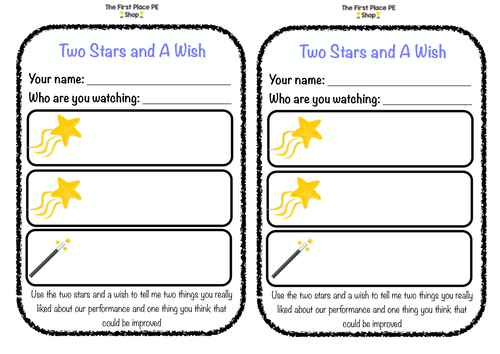 The First Place PE
Shop
Two Stars and A Wish
Your name:
Who are you watching:
Use the two stars and a wish to tell me two things you really
liked about our performance and one thing you think that
could be improved
The First Place PE
Shop
Two Stars and A Wish
Your name:
Who are you watching:
Use the two stars and a wish to tell me two things you really
liked about our performance and one thing you think that
could be improved